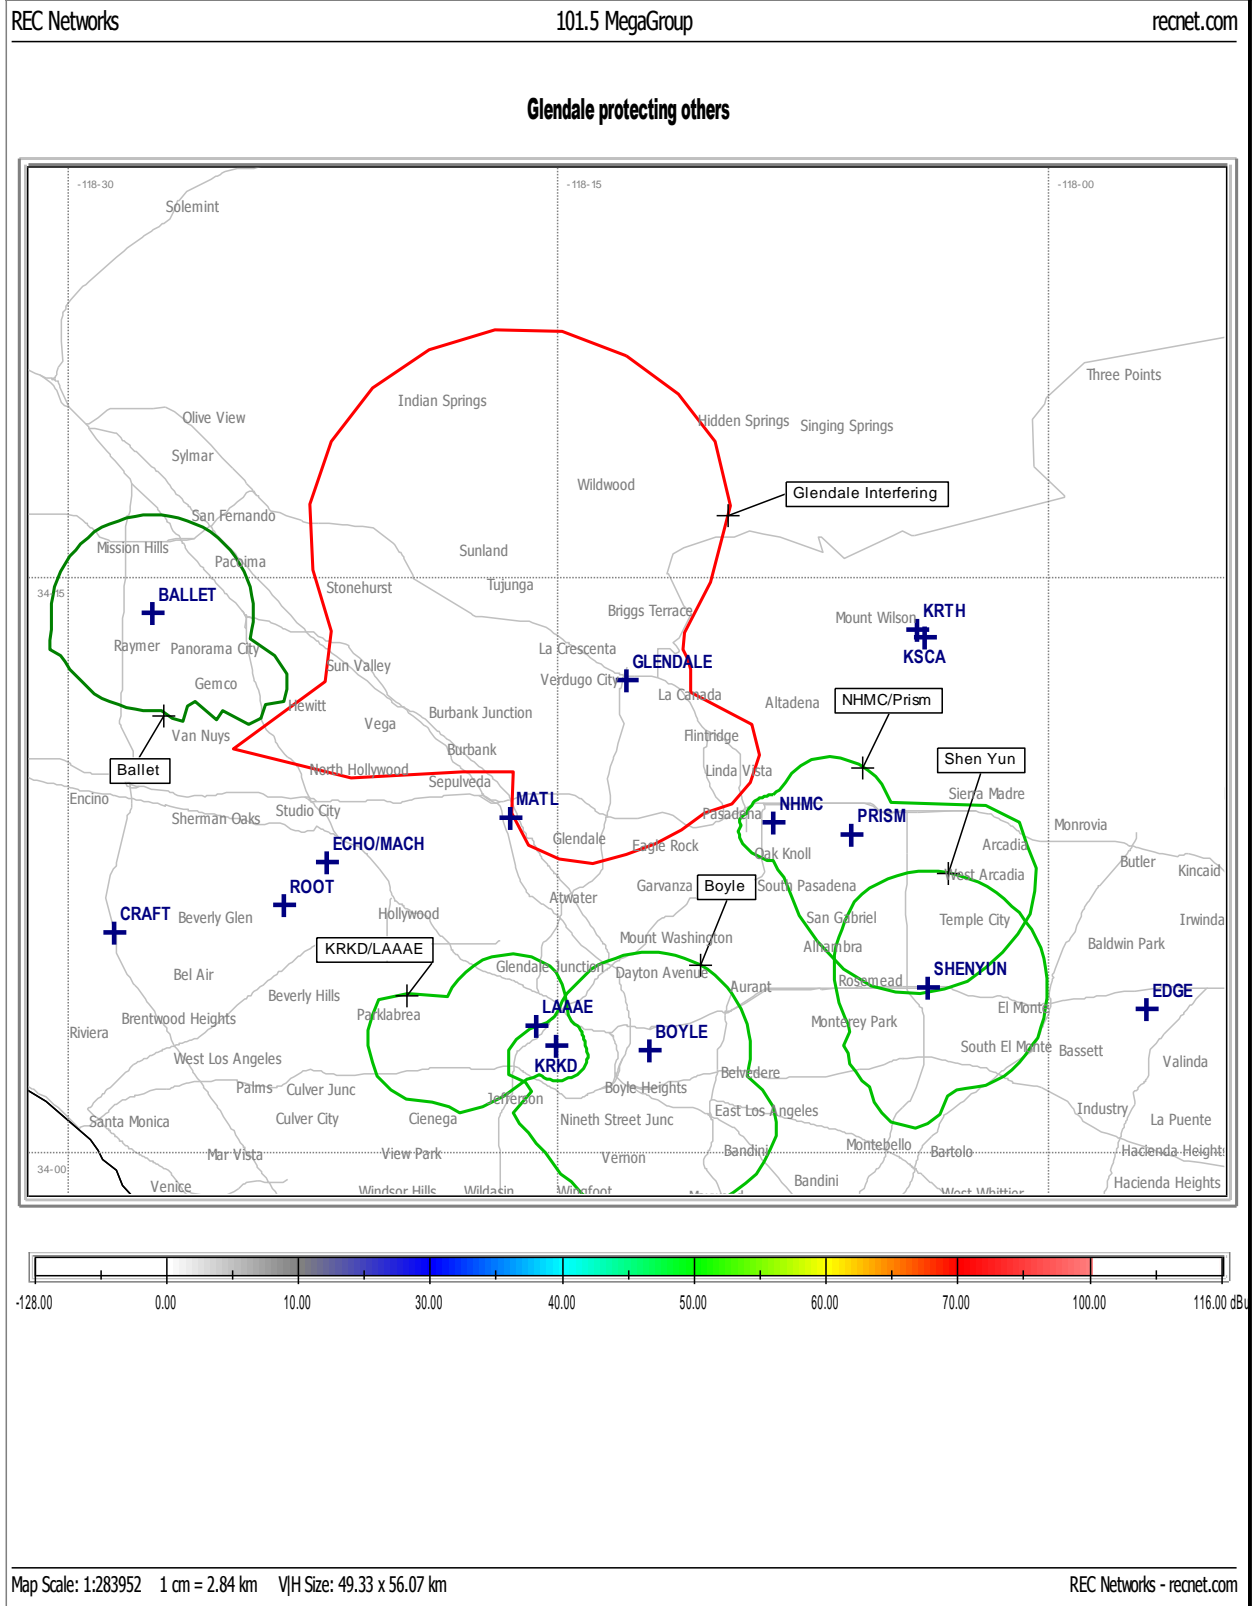 REC Networks
101.5 MegaGroup
recnet.com
Glendale protecting others
-118-30
-118-15
-118-00
Solemint
Three Points
Indian Springs
Olive View
Hidden Springs
Singing Springs
Sylmar
Wildwood
Glendale Interfering
San Fernando
Mission Hills
Sunland
Pacoima
Tujunga
Stonehurst
34-15
BALLET
Briggs Terrace
Mount Wilson
KRTH
Raymer
Panorama City
La Crescenta
KSCA
Sun Valley
GLENDALE
Verdugo City
Gemco
La Canada
NHMC/Prism
Altadena
Hewitt
Burbank Junction
Vega
Van Nuys
Flintridge
Burbank
Shen Yun
Ballet
North Hollywood
Linda Vista
Sepulveda
Sierra Madre
Encino
MATL
NHMC
Studio City
Pasadena
PRISM
Sherman Oaks
Monrovia
Glendale
ECHO/MACH
Eagle Rock
Arcadia
Oak Knoll
Butler
Kincaid
West Arcadia
ROOT
Garvanza
Boyle
South Pasadena
Atwater
CRAFT
Beverly Glen
Hollywood
San Gabriel
Temple City
Irwinda
Mount Washington
KRKD/LAAAE
Alhambra
Baldwin Park
Glendale Junction
Dayton Avenue
Bel Air
SHENYUN
Rosemead
Aurant
EDGE
Beverly Hills
LAAAE
El Monte
Parklabrea
Brentwood Heights
Monterey Park
Riviera
BOYLE
South El Monte
Bassett
West Los Angeles
KRKD
Valinda
Belvedere
Palms
Culver Junc
Boyle Heights
Jefferson
Industry
East Los Angeles
Santa Monica
Culver City
Cienega
Nineth Street Junc
La Puente
Montebello
Mar Vista
View Park
Vernon
Bandini
Bartolo
Hacienda Height
34-00
Venice
Windsor Hills
Wildasin
Wingfoot
Bandini
West Whittier
Hacienda Heights
-128.00
0.00
10.00
30.00
40.00
50.00
60.00
70.00
100.00
116.00 dBu
Map Scale: 1:283952 1 cm = 2.84 km V|H Size: 49.33 x 56.07 km
REC Networks - recnet.com